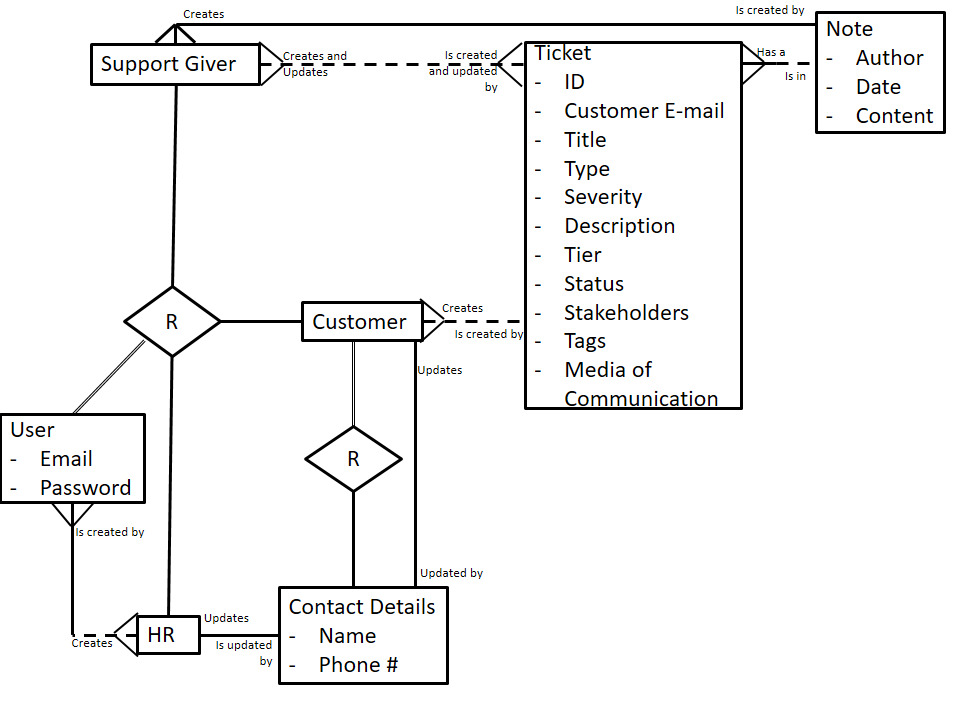 Creates
Is created by
Note
- Author
- Date
- Content
Support Giver
Creates and
Updates
Is created
and updated
by
Ticket
- ID
- Customer E-mail
- Title
- Type
- Severity
- Description
- Tier
- Status
- Stakeholders
- Tags
- Media of
Communication
Has a
Is in
R
Customer
Creates
Is created by
Updates
User
- Email
- Password
R
Is created by
Updated by
Contact Details
- Name
- Phone #
HR
Creates
Updates
Is updated
by